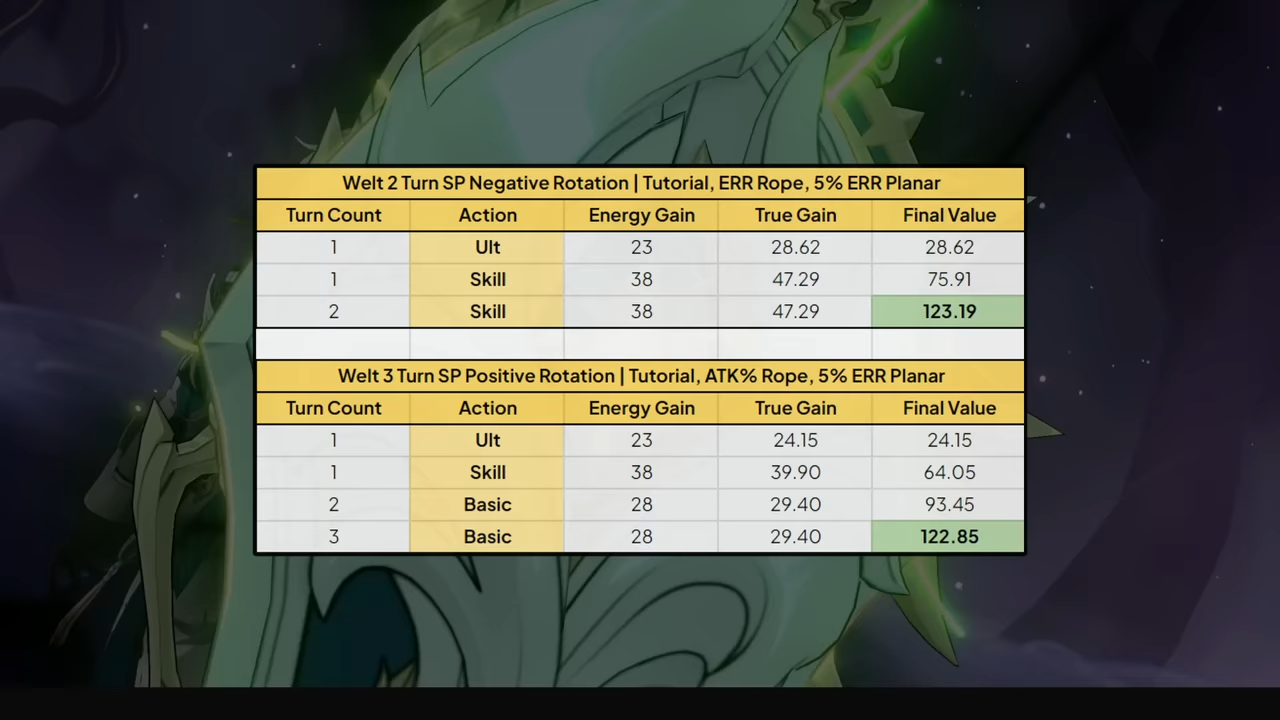 Welt 2 Turn SP Negative Rotation | Tutorial, ERR Rope, 5% ERR Planar
Turn Count Action Energy Gain True Gain Final Value
1 Ult 23 28.62 28.62
1 Skill 38 47.29 75.91
2 Skill 38 47.29 123.19
Welt 3 Turn SP Positive Rotation | Tutorial, ATK% Rope, 5% ERR Planar
Turn Count Action Energy Gain True Gain Final Value
1 Ult 23 24.15 24.15
1 Skill 38 39.90 64.05
2 Basic 28 29.40 93.45
3 Basic 28 29.40 122.85